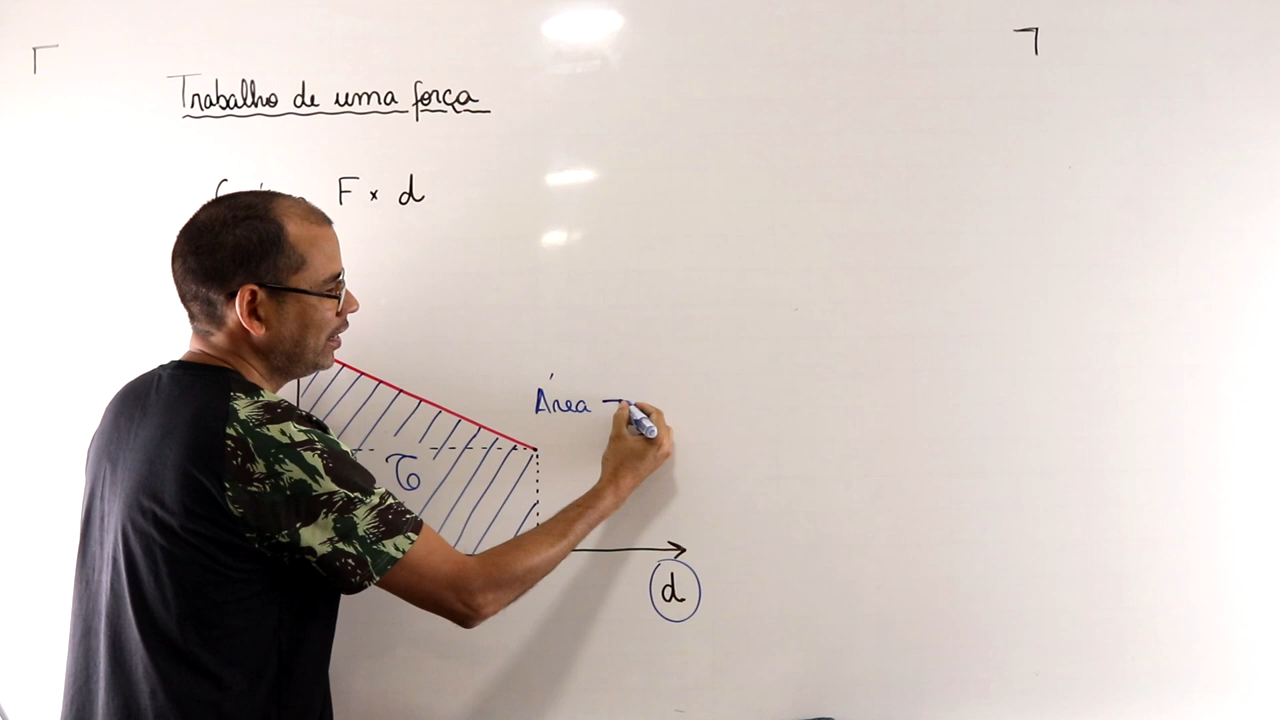 Trabalho de uma força
F x d
Área
τ
d